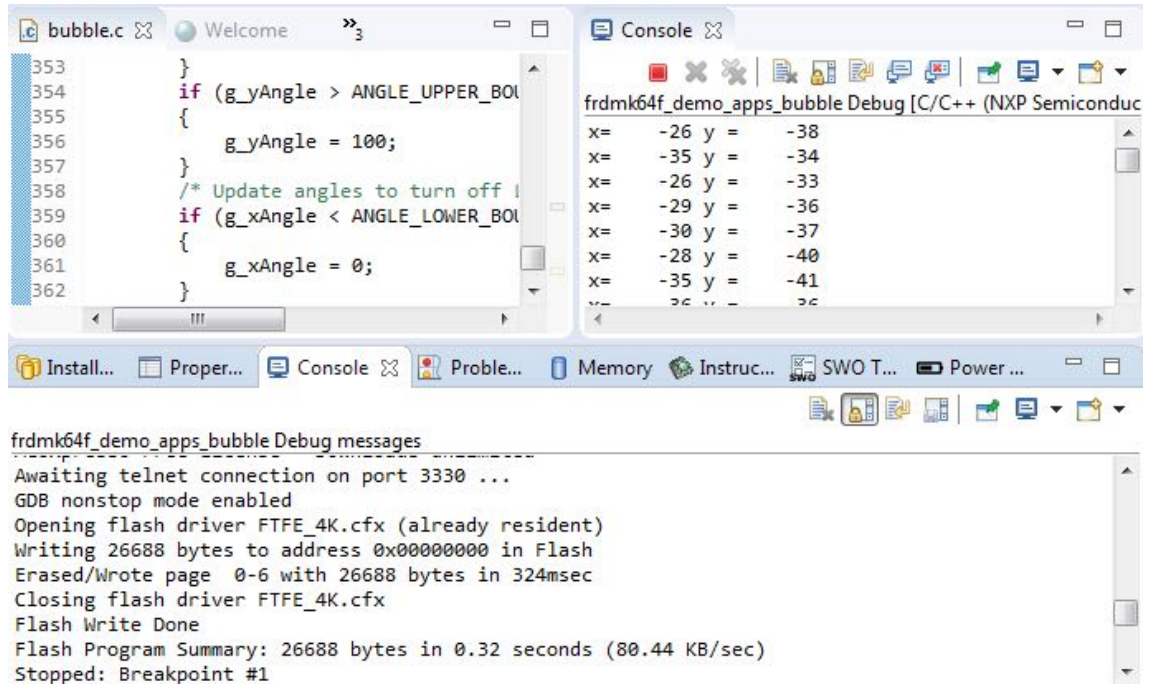 bubble.c Welcome »3
353 }
354 if (g_yAngle > ANGLE_UPPER_BOU
355 {
356 g_yAngle = 100;
357 }
358 /* Update angles to turn off L
359 if (g_xAngle < ANGLE_LOWER_BOU
360 {
361 g_xAngle = 0;
362 }
Console
frdmk64f_demo_apps_bubble Debug [C/C++ (NXP Semiconduc
x= -26 y = -38
x= -35 y = -34
x= -26 y = -33
x= -29 y = -36
x= -30 y = -37
x= -28 y = -40
x= -35 y = -41
x= -36 y = -36
Install... Proper... Console Proble... Memory Instruc... SWO T... Power ...
frdmk64f_demo_apps_bubble Debug messages
Awaiting telnet connection on port 3330 ...
GDB nonstop mode enabled
Opening flash driver FTFE_4K.cfx (already resident)
Writing 26688 bytes to address 0x00000000 in Flash
Erased/Wrote page 0-6 with 26688 bytes in 324msec
Closing flash driver FTFE_4K.cfx
Flash Write Done
Flash Program Summary: 26688 bytes in 0.32 seconds (80.44 KB/sec)
Stopped: Breakpoint #1